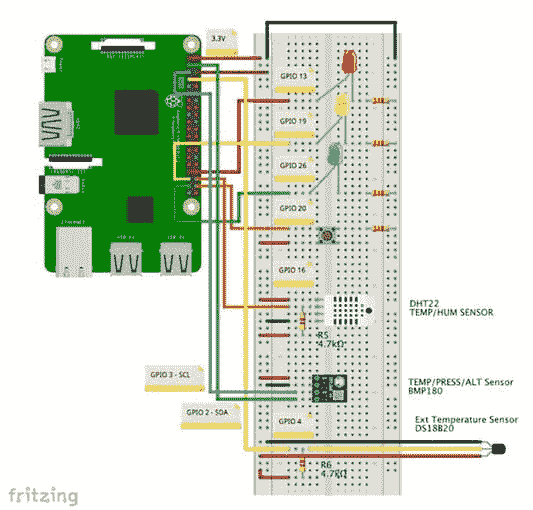 3.3V
GPIO 13
GPIO 19
GPIO 26
GPIO 20
GPIO 16
DHT22
TEMP/HUM SENSOR
R5
4.7kΩ
GPIO 3 - SCL
TEMP/PRESS/ALT Sensor
BMP180
GPIO 2 - SDA
GPIO 4
Ext Temperature Sensor
DS18B20
R6
4.7kΩ
fritzing